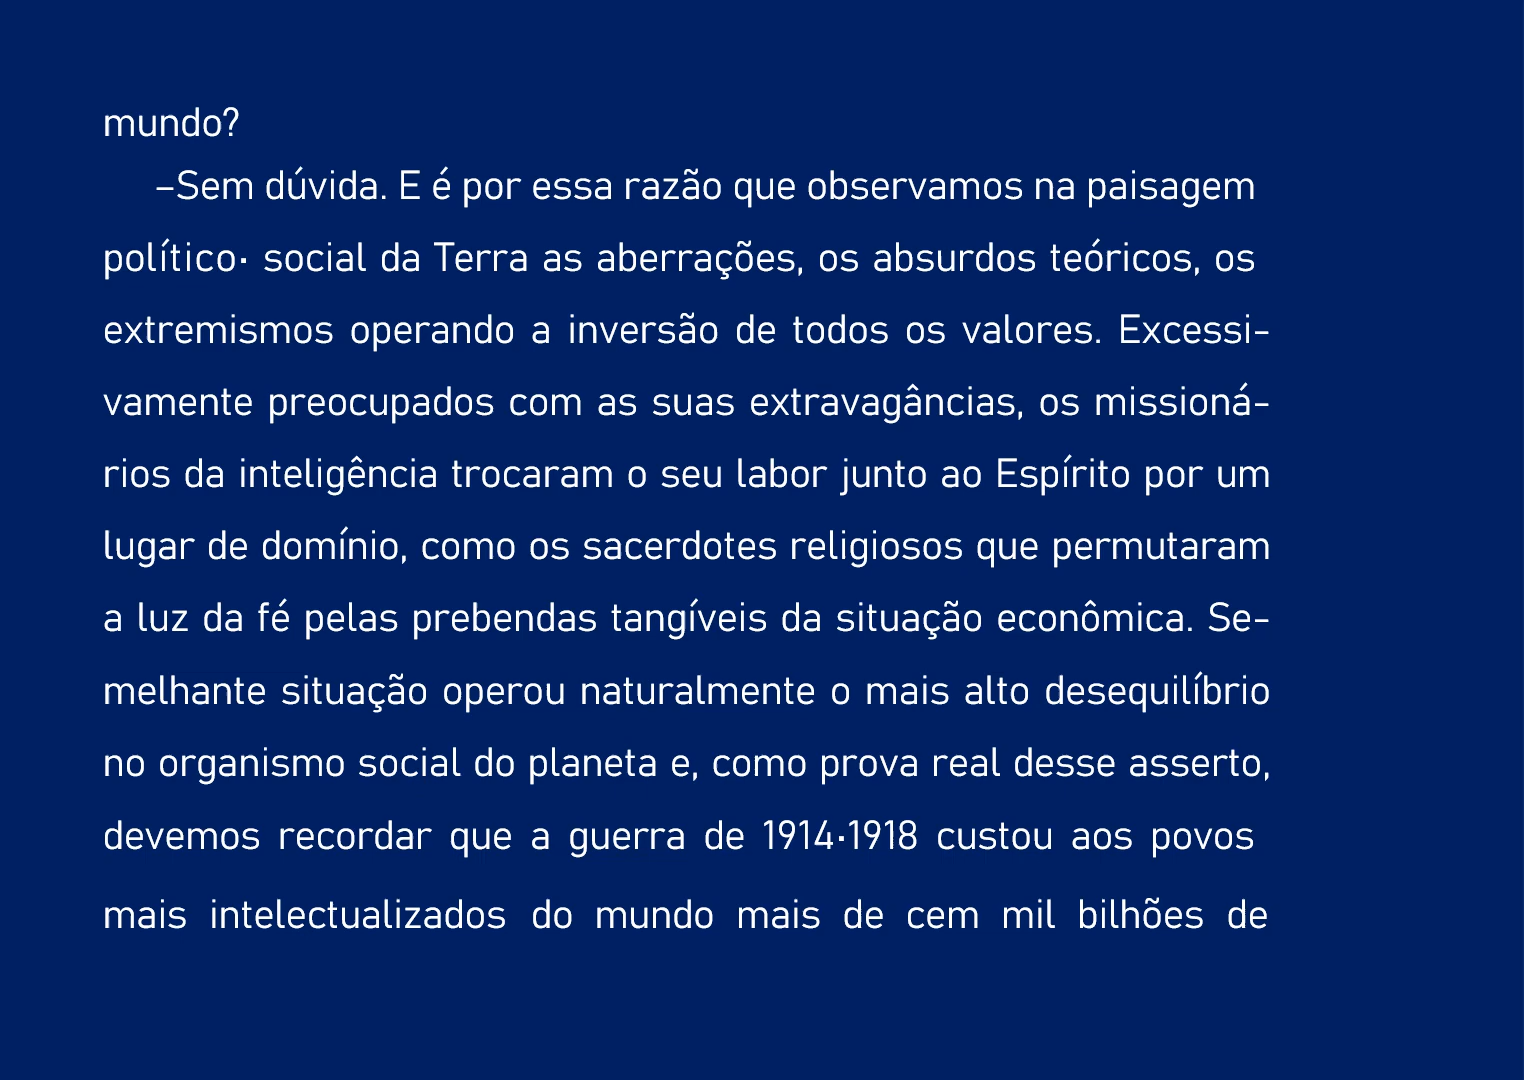 mundo?
–Sem dúvida. E é por essa razão que observamos na paisagem
político· social da Terra as aberrações, os absurdos teóricos, os
extremismos operando a inversão de todos os valores. Excessi-
vamente preocupados com as suas extravagâncias, os missioná-
rios da inteligência trocaram o seu labor junto ao Espírito por um
lugar de domínio, como os sacerdotes religiosos que permutaram
a luz da fé pelas prebendas tangíveis da situação econômica. Se-
melhante situação operou naturalmente o mais alto desequilíbrio
no organismo social do planeta e, como prova real desse asserto,
devemos recordar que a guerra de 1914·1918 custou aos povos
mais intelectualizados do mundo mais de cem mil bilhões de